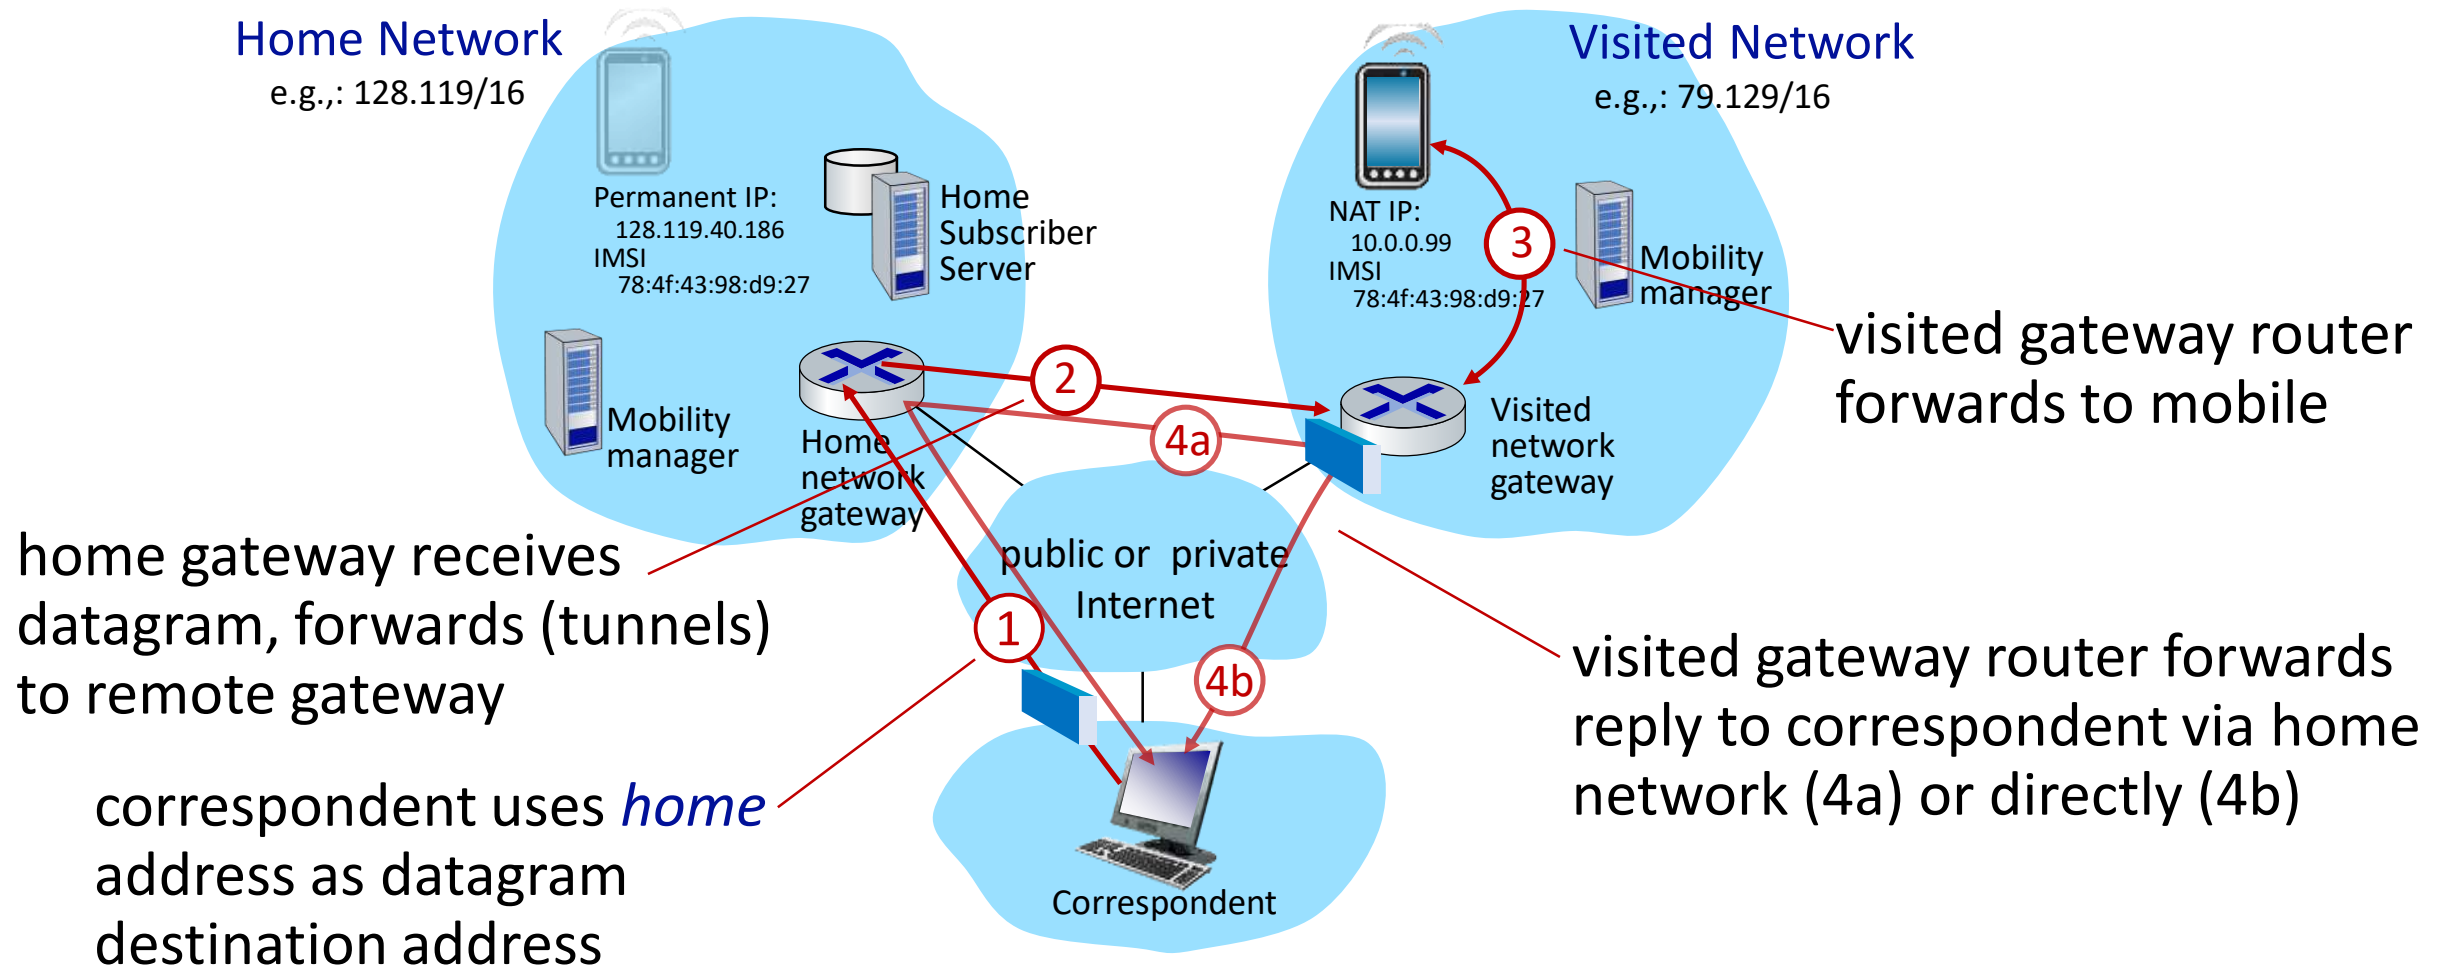 Home Network
e.g.,: 128.119/16
Visited Network
e.g.,: 79.129/16
Permanent IP:
128.119.40.186
IMSI
78:4f:43:98:d9:27
Home
Subscriber
Server
NAT IP:
10.0.0.99
IMSI
78:4f:43:98:d9:27
3
Mobility
manager
visited gateway router
forwards to mobile
Mobility
manager
Home
network
gateway
2
4a
Visited
network
gateway
home gateway receives
datagram, forwards (tunnels)
to remote gateway
public or private
Internet
1
4b
visited gateway router forwards
reply to correspondent via home
network (4a) or directly (4b)
correspondent uses home
address as datagram
destination address
Correspondent